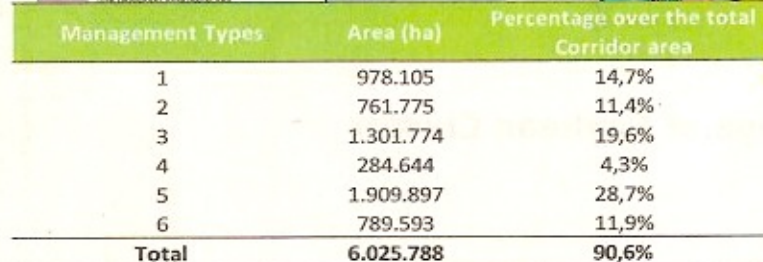 Management Types Area (ha) Percentage over the total Corridor area
1 978.105 14,7%
2 761.775 11,4%
3 1.301.774 19,6%
4 284.644 4,3%
5 1.909.897 28,7%
6 789.593 11,9%
Total 6.025.788 90,6%